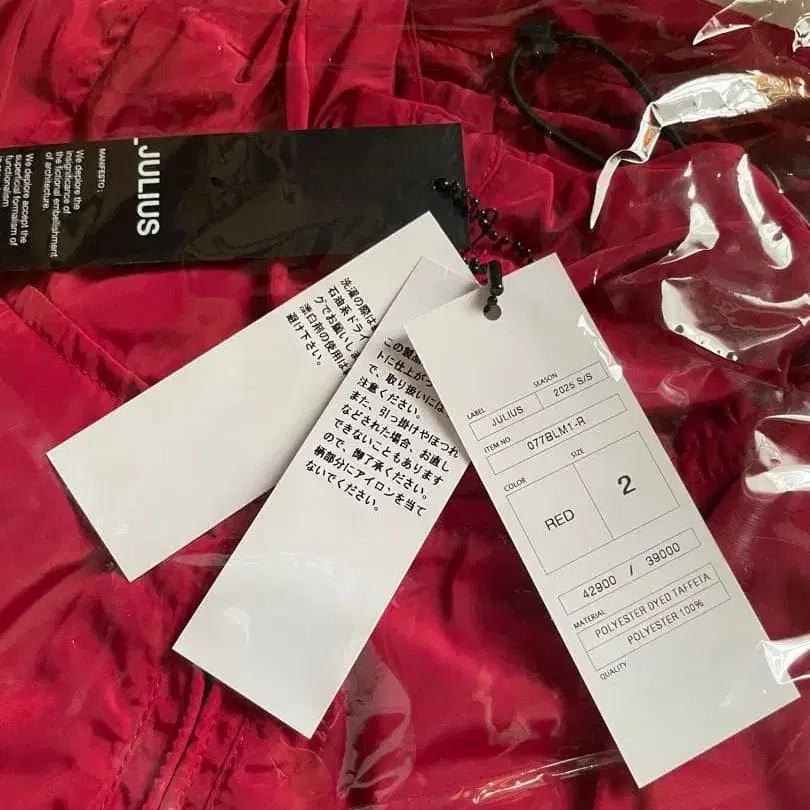 _JULIUS
MANIFESTO :
We deplore the
insignificance of
the fictional embellishment
of architecture.
We deplore accept the
superficial formalism of
functionalism
洗濯の際は
石油系ドライ
グでお願いし
漂白剤の使用は
避け下さい。
この製
トに仕上がっ
で、取り扱いには
注意ください。
また、引っ掛けやほつれ
などされた場合、お直し
できないこともあります
ので、御了承ください。
柄部分にアイロンを当て
ないでください。
LABEL
SEASON
JULIUS
2025 S/S
ITEM NO.
077BLM1-R
COLOR
SIZE
RED
2
42900 / 39000
MATERIAL
POLYESTER DYED TAFFETA
POLYESTER 100%
QUALITY